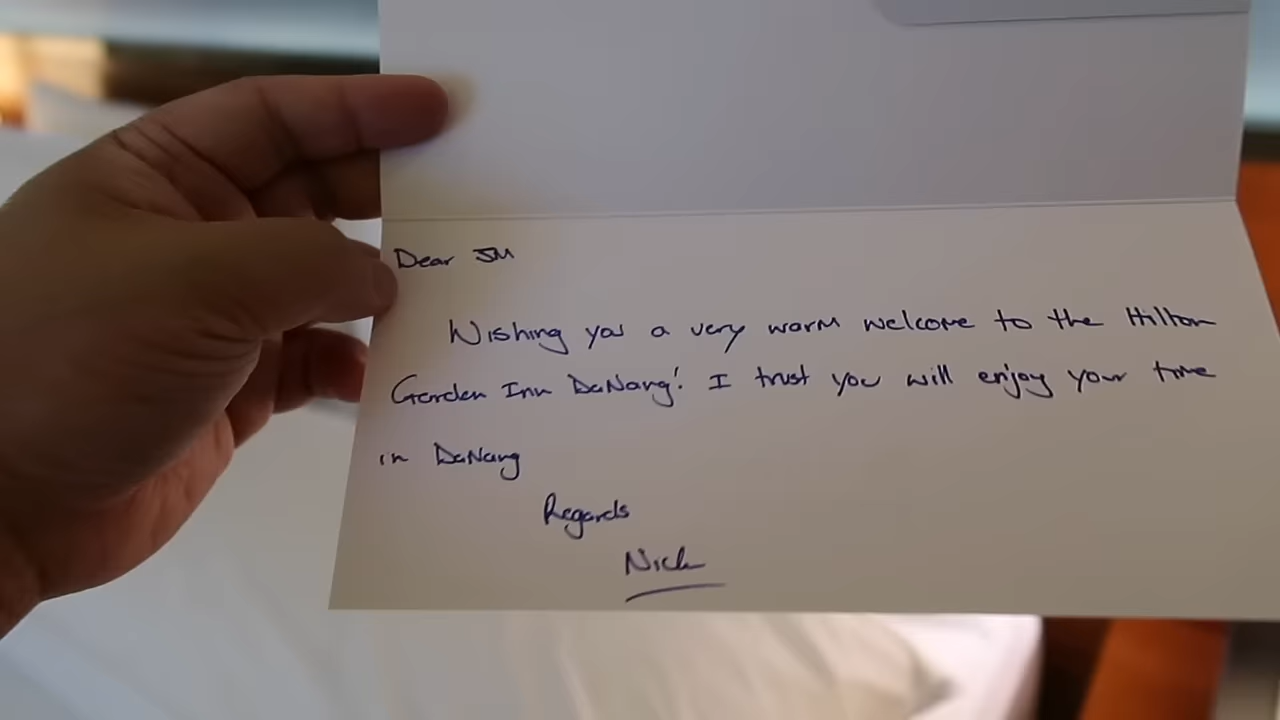 Dear JM
Wishing you a very warm welcome to the Hilton
Garden Inn DaNang! I trust you will enjoy your time
in DaNang
Regards
Nick